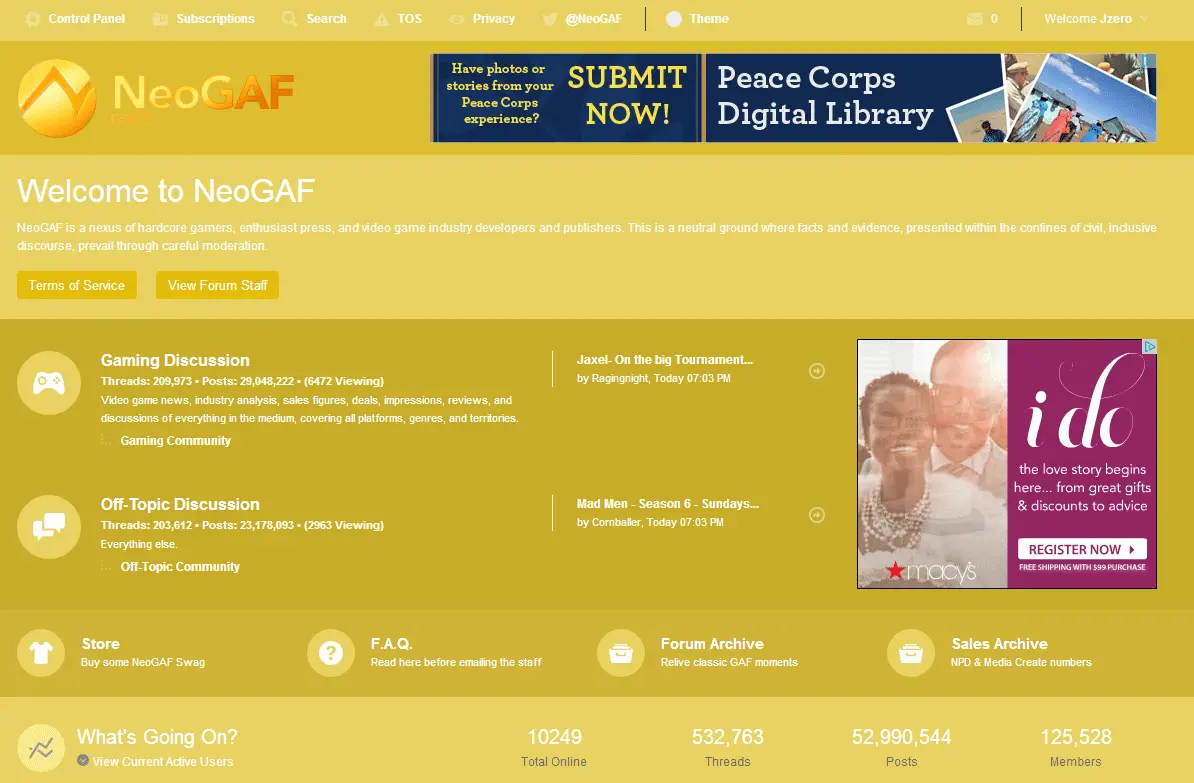 Control Panel Subscriptions Search TOS Privacy @NeoGAF Theme 0 Welcome Jzero
NeoGAF
Have photos or
stories from your
Peace Corps
experience?
SUBMIT
NOW!
Peace Corps
Digital Library
Welcome to NeoGAF
NeoGAF is a nexus of hardcore gamers, enthusiast press, and video game industry developers and publishers. This is a neutral ground where facts and evidence, presented within the confines of civil, inclusive
discourse, prevail through careful moderation.
Terms of Service View Forum Staff
Gaming Discussion
Threads: 209,973 • Posts: 29,048,222 • (6472 Viewing)
Video game news, industry analysis, sales figures, deals, impressions, reviews, and
discussions of everything in the medium, covering all platforms, genres, and territories.
Gaming Community
Jaxel- On the big Tournament...
by Ragingnight, Today 07:03 PM
Off-Topic Discussion
Threads: 203,612 • Posts: 23,178,093 • (2963 Viewing)
Everything else.
Off-Topic Community
Mad Men - Season 6 - Sundays...
by Cornballer, Today 07:03 PM
i do
the love story begins
here... from great gifts
& discounts to advice
REGISTER NOW
FREE SHIPPING WITH $99 PURCHASE
macy's
Store
Buy some NeoGAF Swag
F.A.Q.
Read here before emailing the staff
Forum Archive
Relive classic GAF moments
Sales Archive
NPD & Media Create numbers
What's Going On?
View Current Active Users
10249
Total Online
532,763
Threads
52,990,544
Posts
125,528
Members